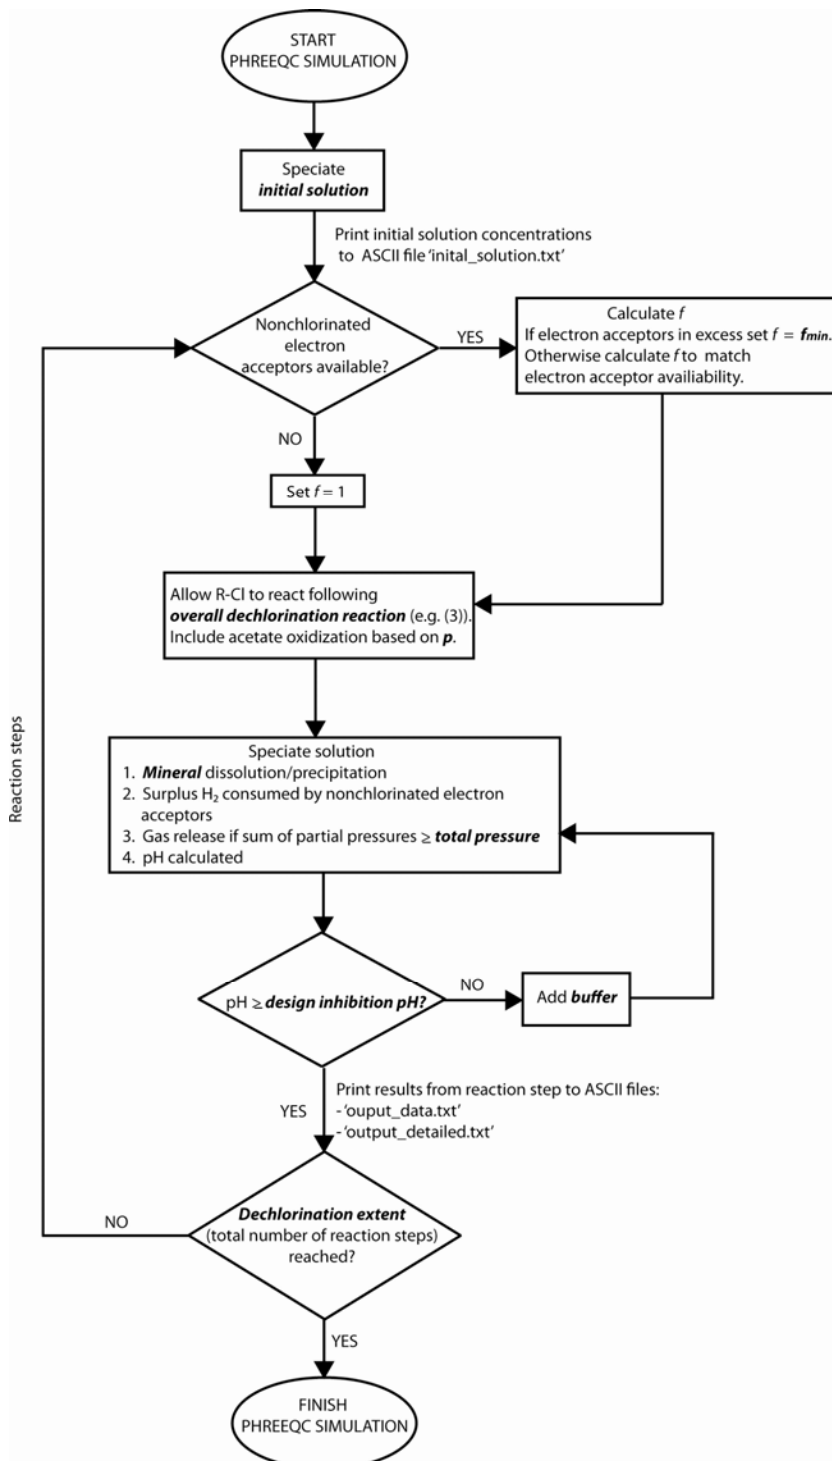 START
PHREEQC SIMULATION
Speciate
initial solution
Print initial solution concentrations
to ASCII file 'inital_solution.txt'
Nonchlorinated
electron
acceptors available?
YES
Calculate f
If electron acceptors in excess set f = fmin.
Otherwise calculate f to match
electron acceptor availiability.
NO
Set f = 1
Allow R-Cl to react following
overall dechlorination reaction (e.g. (3)).
Include acetate oxidization based on p.
Reaction steps
Speciate solution
1. Mineral dissolution/precipitation
2. Surplus H₂ consumed by nonchlorinated electron
acceptors
3. Gas release if sum of partial pressures ≥ total pressure
4. pH calculated
pH ≥ design inhibition pH?
NO
Add buffer
YES
Print results from reaction step to ASCII files:
- 'ouput_data.txt'
- 'output_detailed.txt'
Dechlorination extent
(total number of reaction steps)
reached?
NO
YES
FINISH
PHREEQC SIMULATION